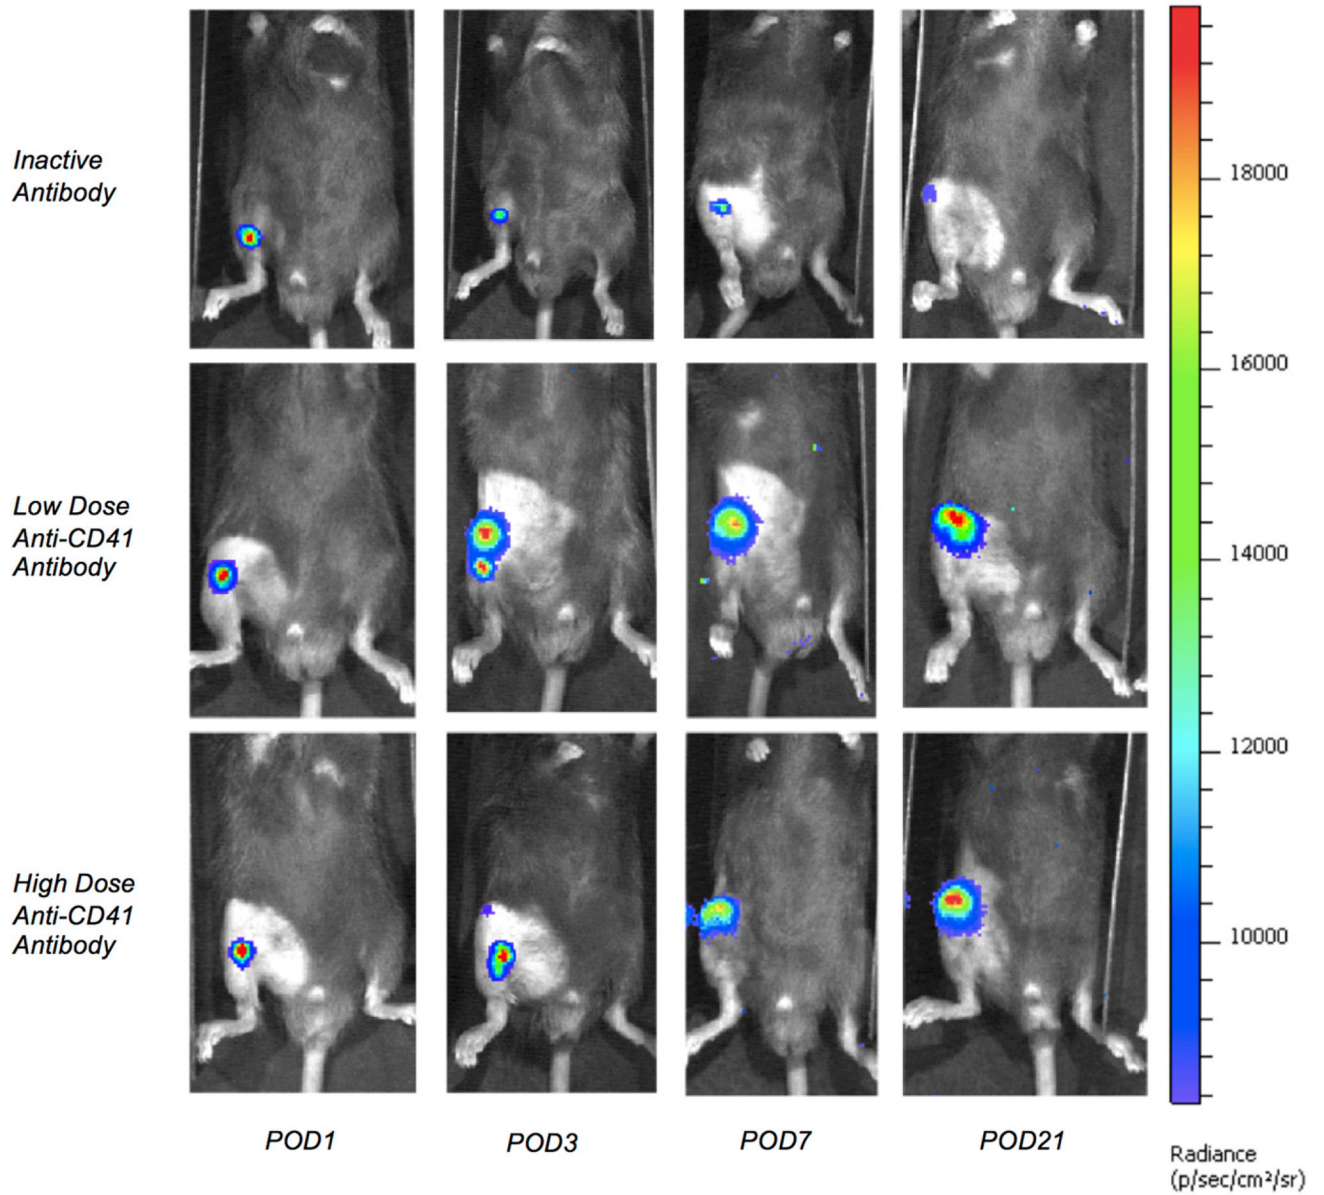 Inactive
Antibody
18000
16000
Low Dose
Anti-CD41
Antibody
14000
12000
High Dose
Anti-CD41
Antibody
10000
POD1
POD3
POD7
POD21
Radiance
(p/sec/cm²/sr)